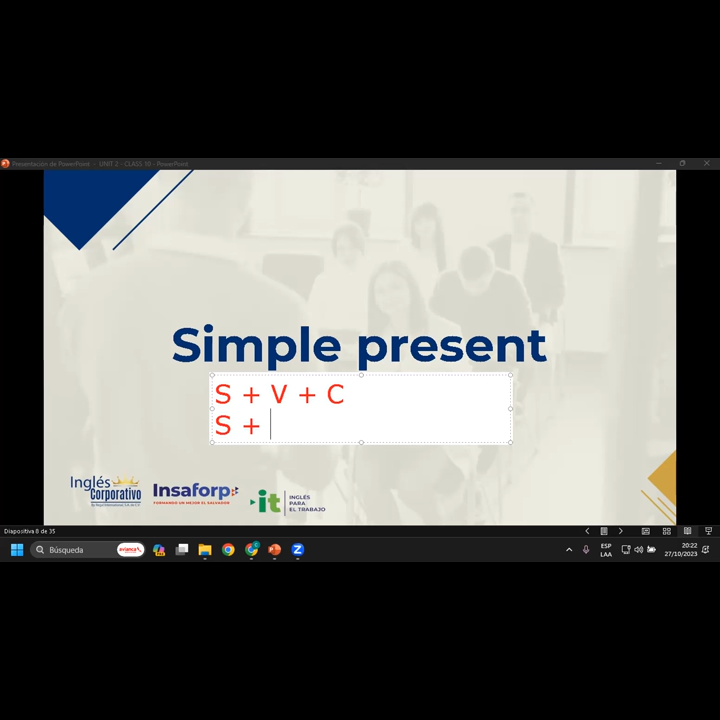 Presentación de PowerPoint - UNIT 2 - CLASS 10 - PowerPoint
Simple present
S + V + C
S +
Inglés
Corporativo
Insaforp
FORMANDO UN MEJOR EL SALVADOR
it
INGLÉS
PARA
EL TRABAJO
Diapositiva 8 de 35
Búsqueda
avianca
ESP
LAA
20:22
27/10/2023